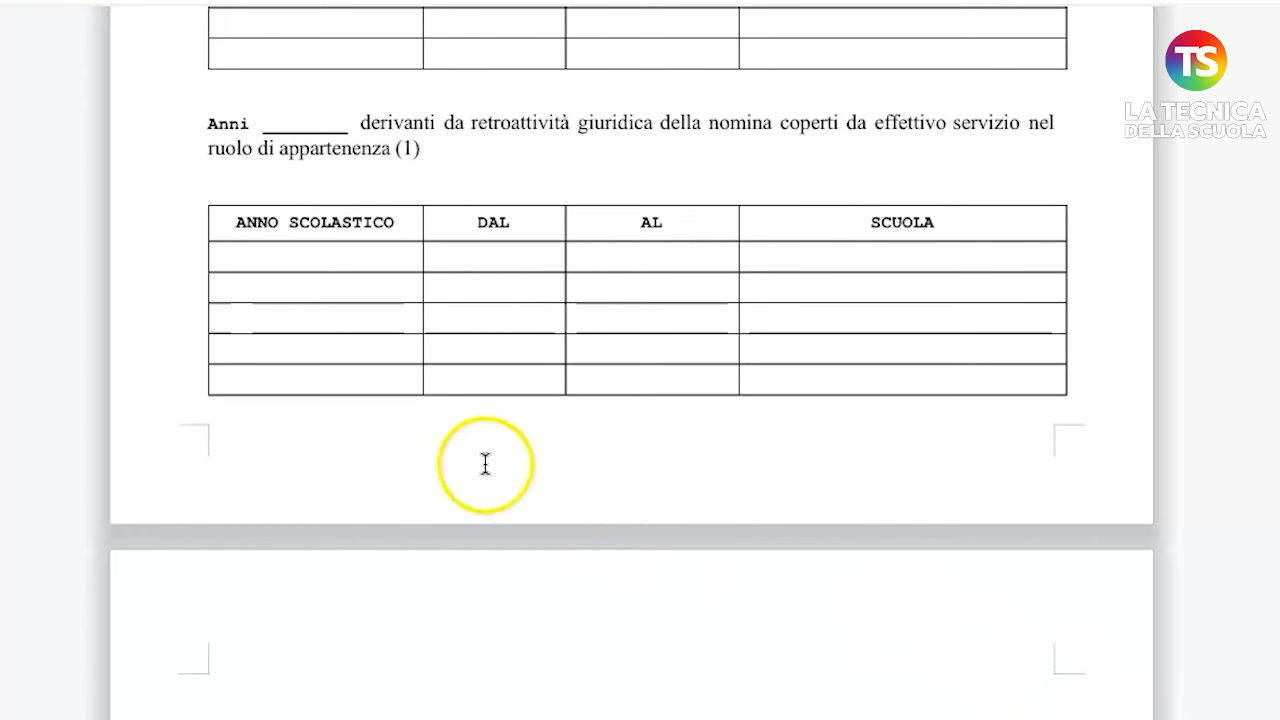 TS
LA TECNICA
DELLA SCUOLA
Anni ________ derivanti da retroattività giuridica della nomina coperti da effettivo servizio nel
ruolo di appartenenza (1)
ANNO SCOLASTICO DAL AL SCUOLA